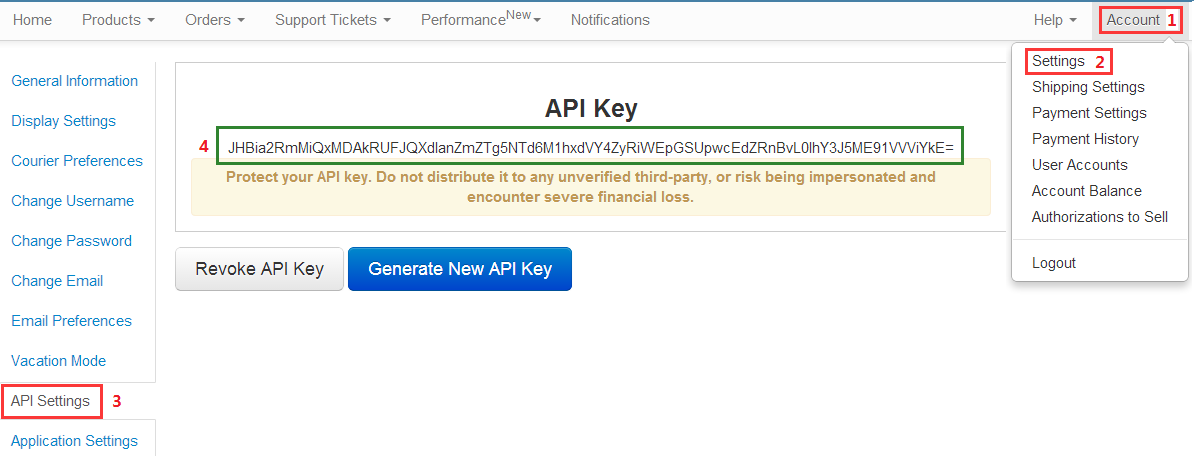 Home Products Orders Support Tickets Performance New Notifications Help Account 1
Settings 2
Shipping Settings
Payment Settings
Payment History
User Accounts
Account Balance
Authorizations to Sell
Logout
General Information
Display Settings
Courier Preferences
Change Username
Change Password
Change Email
Email Preferences
Vacation Mode
API Settings 3
Application Settings
API Key
4 JHBia2RmMiQxMDAkRUFJQXdlanZmZTg5NTd6M1hxdVY4ZyRiWEpGSUpwcEdZRnBvL0lhY3J5ME91VVViYkE=
Protect your API key. Do not distribute it to any unverified third-party, or risk being impersonated and
encounter severe financial loss.
Revoke API Key Generate New API Key